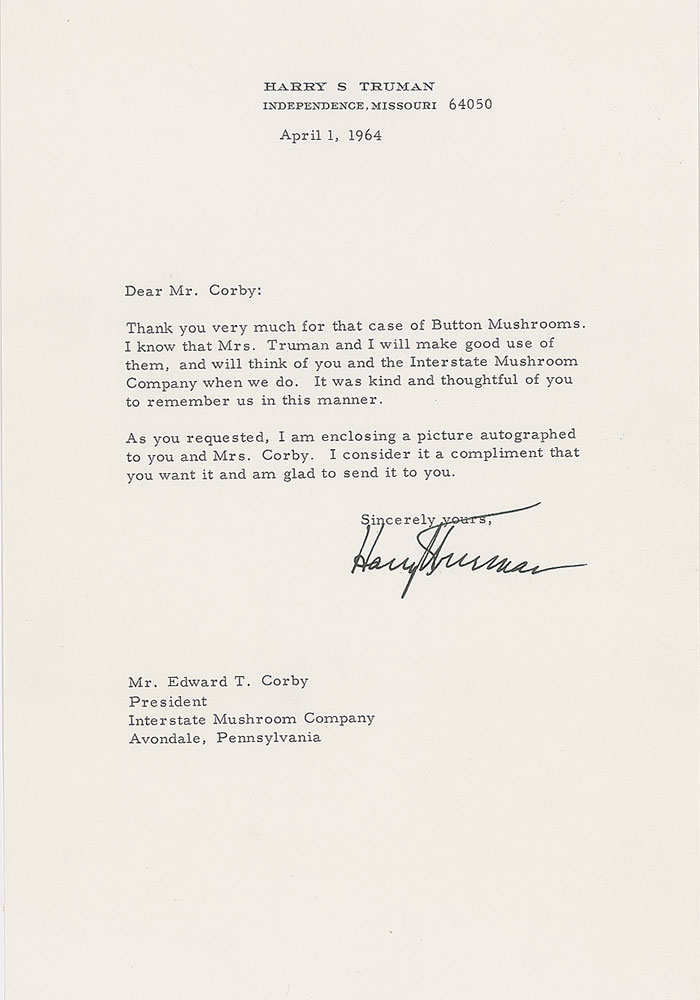 HARRY S TRUMAN
INDEPENDENCE, MISSOURI 64050
April 1, 1964
Dear Mr. Corby:
Thank you very much for that case of Button Mushrooms.
I know that Mrs. Truman and I will make good use of
them, and will think of you and the Interstate Mushroom
Company when we do. It was kind and thoughtful of you
to remember us in this manner.
As you requested, I am enclosing a picture autographed
to you and Mrs. Corby. I consider it a compliment that
you want it and am glad to send it to you.
Sincerely yours,
Harry Truman
Mr. Edward T. Corby
President
Interstate Mushroom Company
Avondale, Pennsylvania